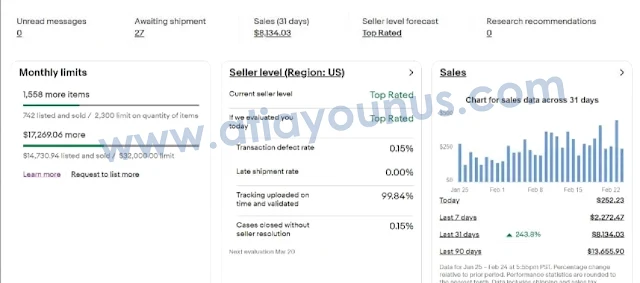 Unread messages
0
Awaiting shipment
27
Sales (31 days)
$8,134.03
Seller level forecast
Top Rated
Research recommendations
0
Monthly limits
1,558 more items
742 listed and sold / 2,300 limit on quantity of items
$17,269.06 more
$14,730.94 listed and sold / $32,000.00 limit
Learn more Request to list more
Seller level (Region: US)
Current seller level Top Rated
If we evaluated you today Top Rated
Transaction defect rate 0.15%
Late shipment rate 0.00%
Tracking uploaded on time and validated 99.84%
Cases closed without seller resolution 0.15%
Next evaluation Mar 20
Sales
Chart for sales data across 31 days
$250
$0
Jan 25 Feb 1 Feb 8 Feb 15 Feb 22
Today $252.23
Last 7 days $2,272.47
Last 31 days 243.8% $8,134.03
Last 90 days $13,655.90
Data for Jan 25 - Feb 24 at 5:56pm PST. Percentage change
relative to prior period. Performance statistics are rounded to
the nearest tenth. Data includes shipping and sales tax.
www.atiayounus.com